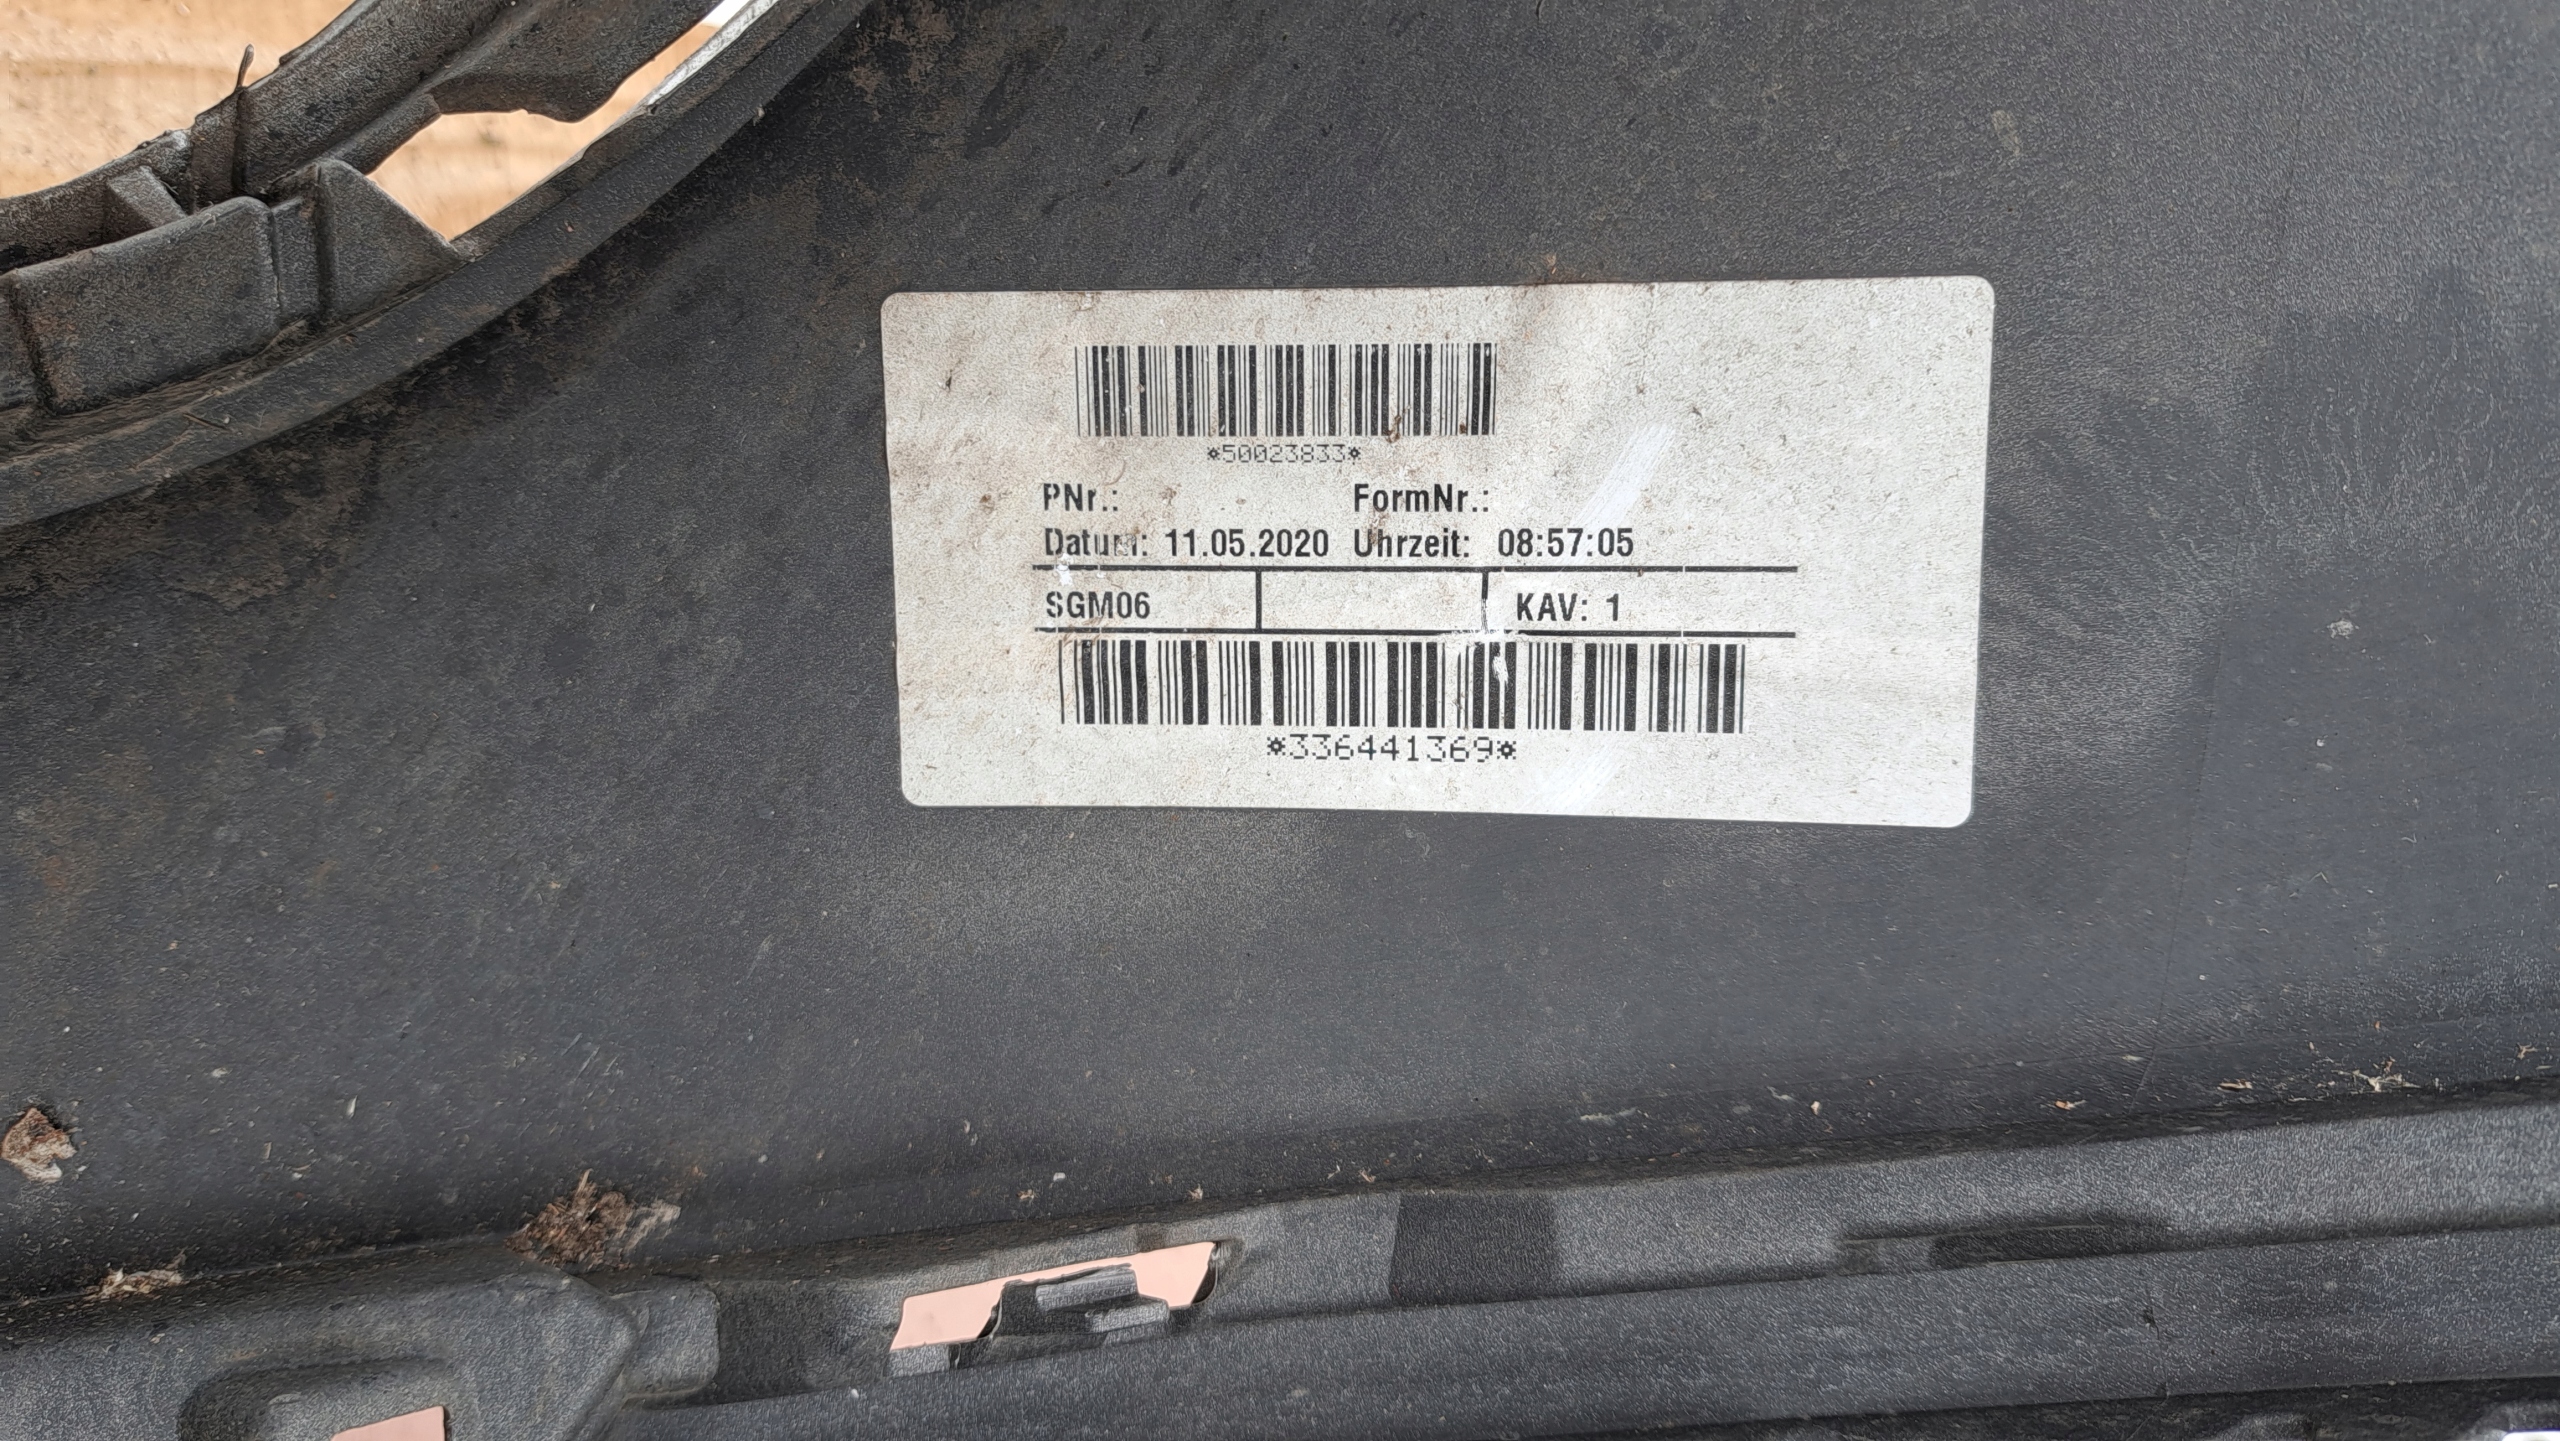 *50023833*
PNr.: FormNr.:
Datum: 11.05.2020 Uhrzeit: 08:57:05
SGM06 KAV: 1
*336441369*